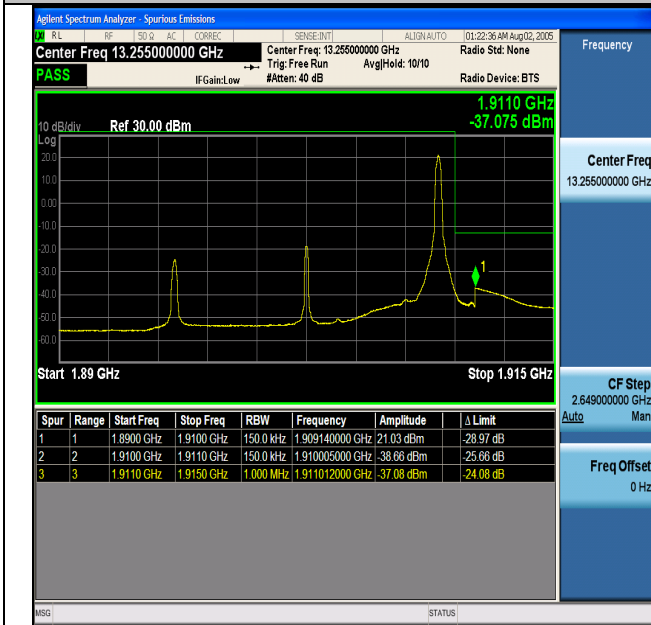 Agilent Spectrum Analyzer - Spurious Emissions
RL RF 50 Ω AC CORREC SENSE:INT ALIGN AUTO 01:22:36 AM Aug 02, 2005
Center Freq 13.255000000 GHz
Center Freq: 13.255000000 GHz
Radio Std: None
Trig: Free Run Avg|Hold: 10/10
PASS
IFGain:Low
#Atten: 40 dB
Radio Device: BTS
1.9110 GHz
-37.075 dBm
10 dB/div Ref 30.00 dBm
Log
20.0
10.0
0.00
-10.0
-20.0
-30.0
-40.0
-50.0
-60.0
1
Start 1.89 GHz
Stop 1.915 GHz
Spur Range Start Freq Stop Freq RBW Frequency Amplitude Δ Limit
1 1 1.8900 GHz 1.9100 GHz 150.0 kHz 1.909140000 GHz 21.03 dBm -28.97 dB
2 2 1.9100 GHz 1.9110 GHz 150.0 kHz 1.910005000 GHz -38.66 dBm -25.66 dB
3 3 1.9110 GHz 1.9150 GHz 1.000 MHz 1.911012000 GHz -37.08 dBm -24.08 dB
MSG
STATUS
Frequency
Center Freq
13.255000000 GHz
CF Step
2.649000000 GHz
Auto Man
Freq Offset
0 Hz